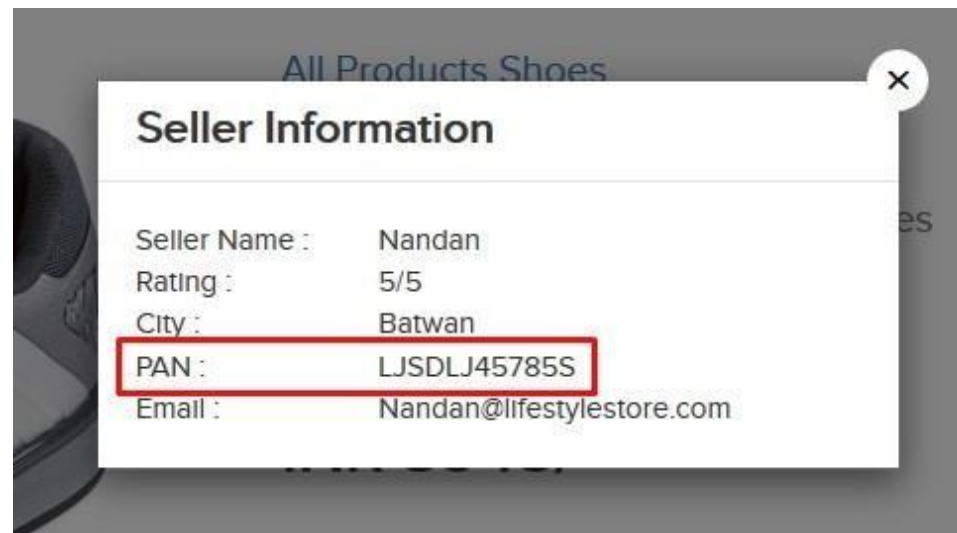 All Products Shoes
Seller Information
es
Seller Name : Nandan
Rating : 5/5
City : Batwan
PAN : LJSDLJ45785S
Email : Nandan@lifestylestore.com